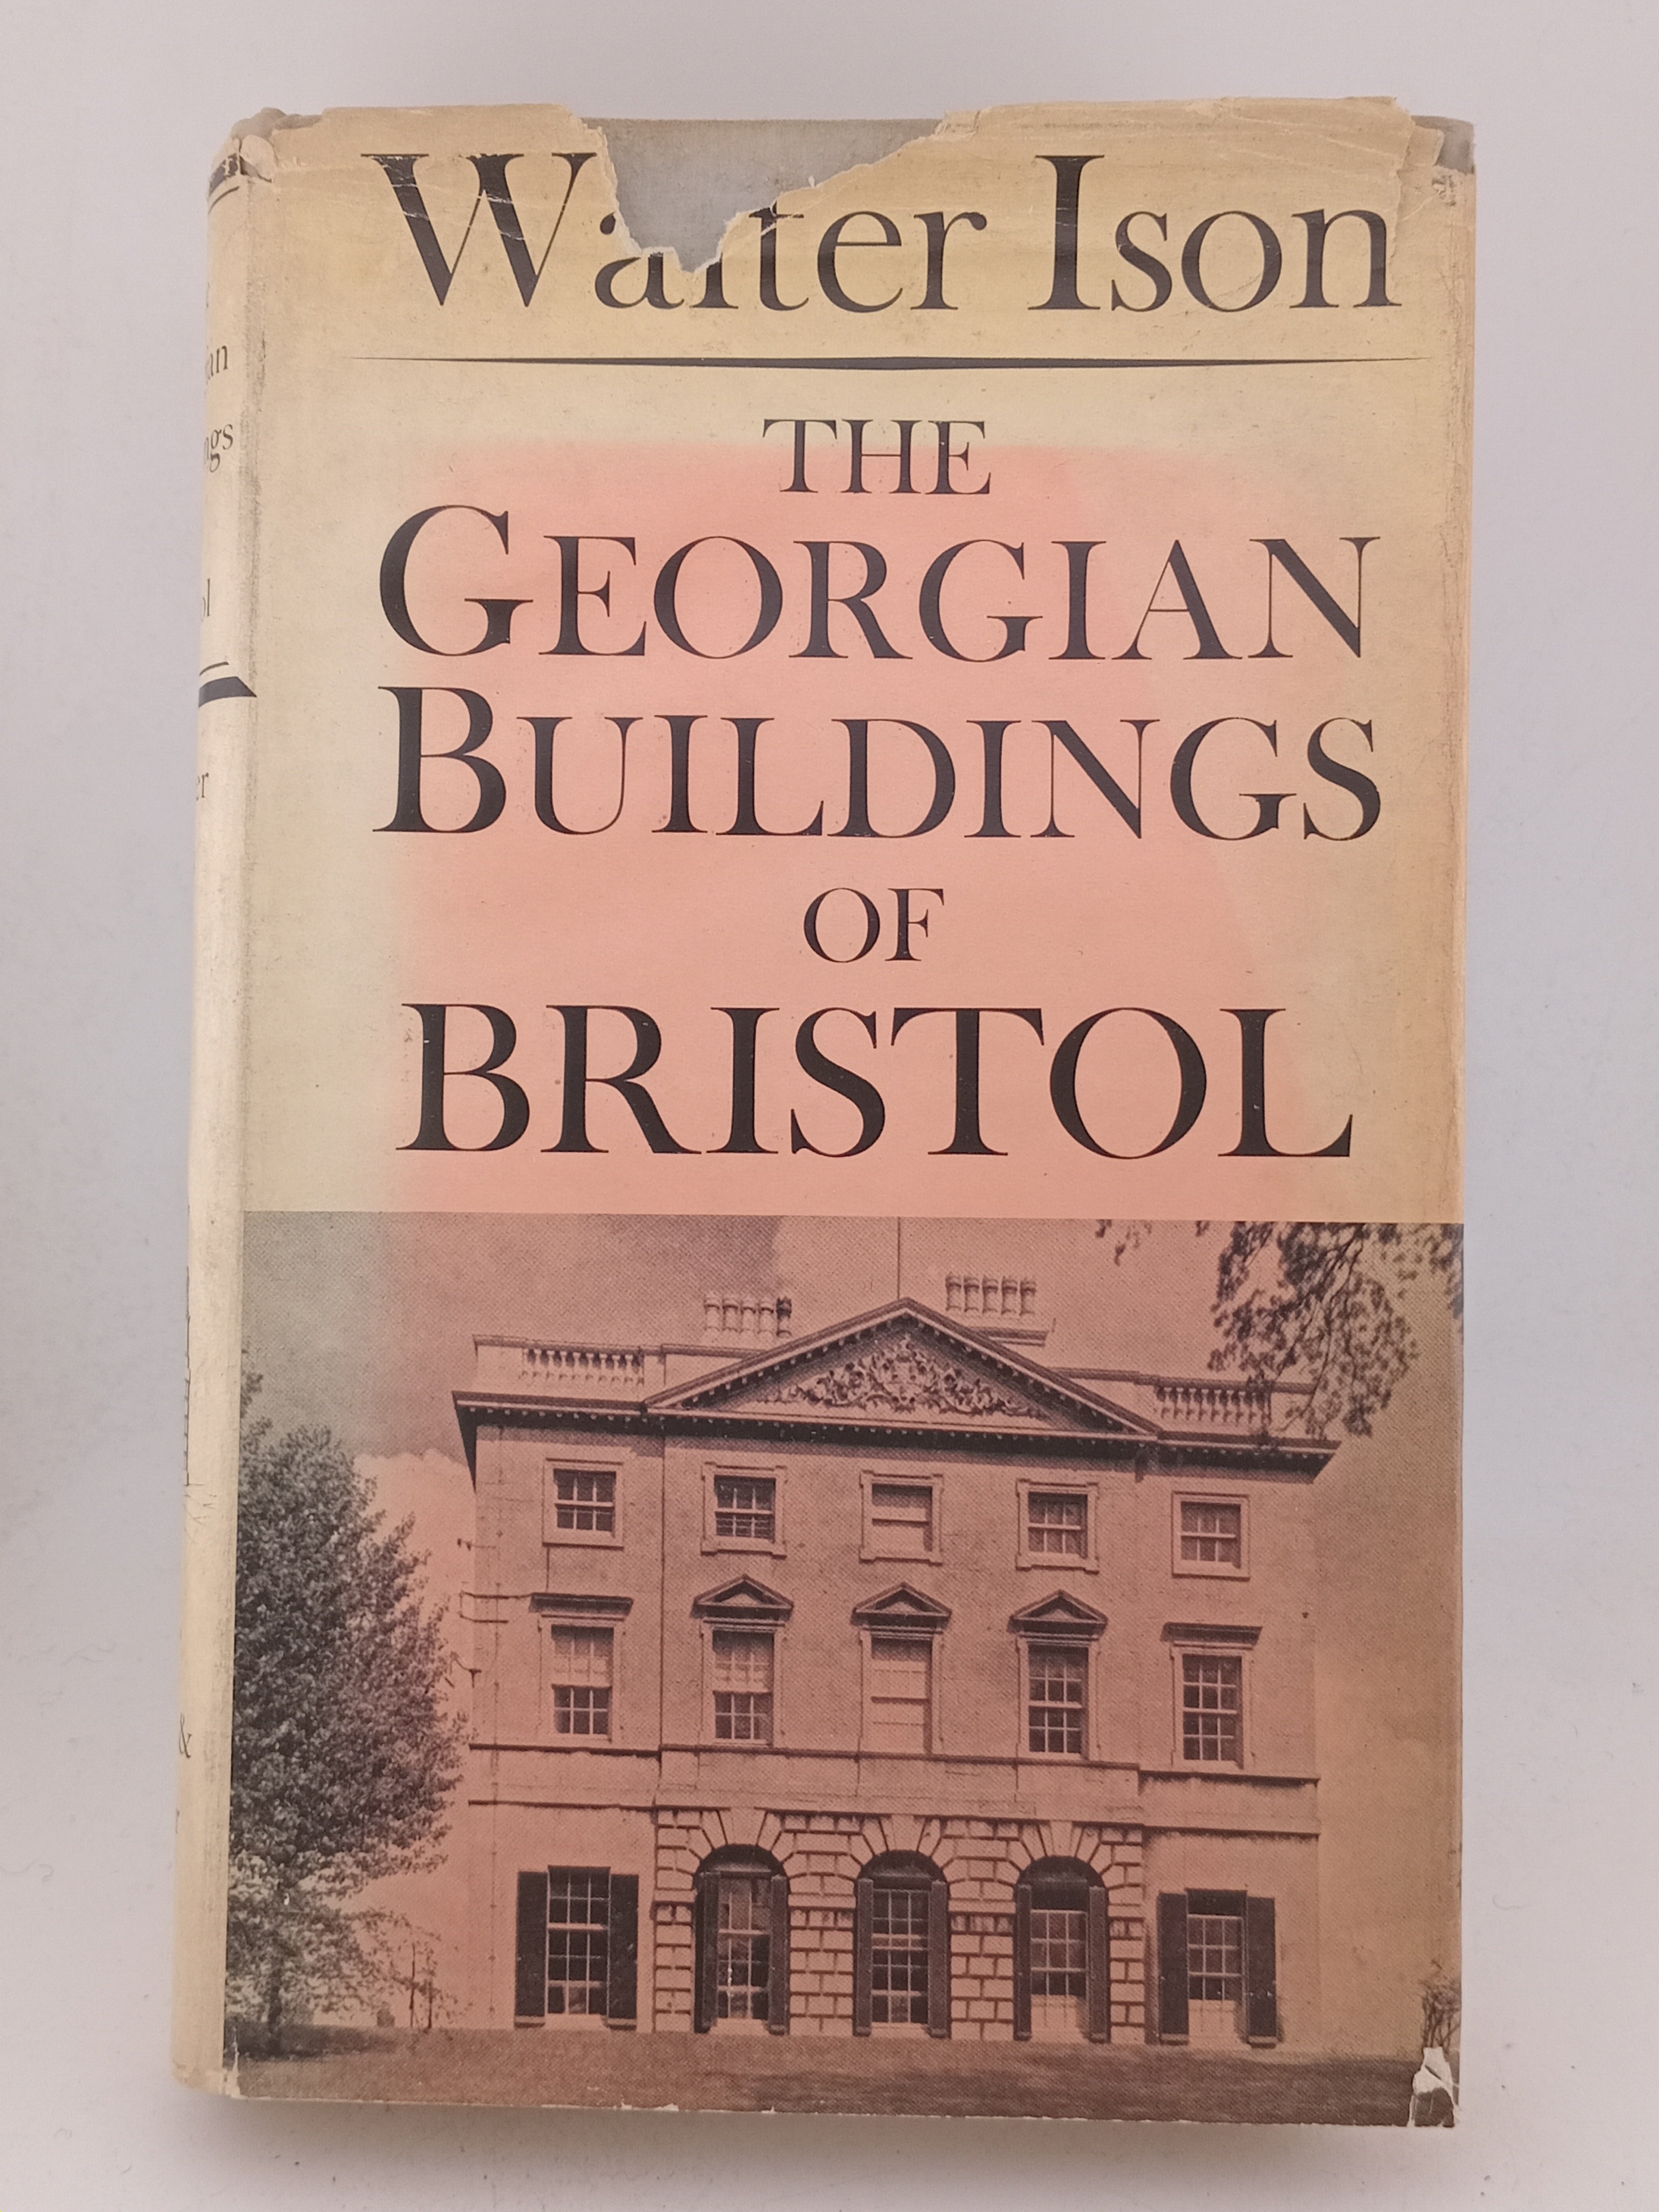 Walter Ison
THE
GEORGIAN
BUILDINGS
OF
BRISTOL